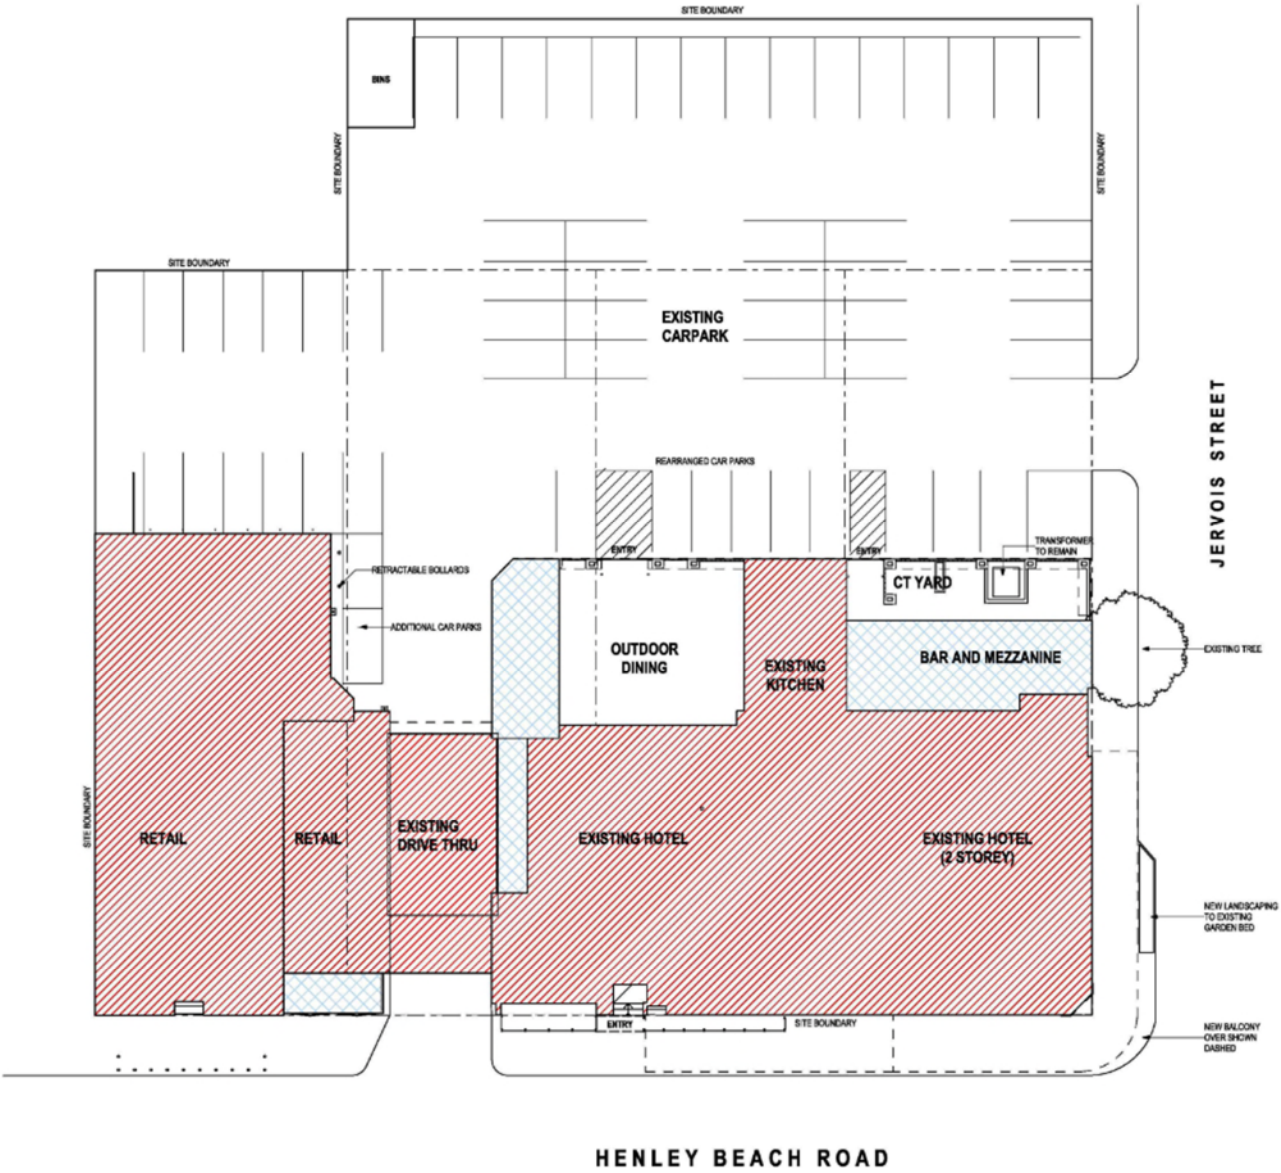 SITE BOUNDARY
BINS
SITE BOUNDARY
SITE BOUNDARY
SITE BOUNDARY
EXISTING
CARPARK
JERVOIS STREET
REARRANGED CAR PARKS
ENTRY
ENTRY
TRANSFORMER
TO REMAIN
RETRACTABLE BOLLARDS
CT YARD
ADDITIONAL CAR PARKS
OUTDOOR
DINING
EXISTING
KITCHEN
BAR AND MEZZANINE
EXISTING TREE
SITE BOUNDARY
RETAIL
RETAIL
EXISTING
DRIVE THRU
EXISTING HOTEL
EXISTING HOTEL
(2 STOREY)
NEW LANDSCAPING
TO EXISTING
GARDEN BED
ENTRY
SITE BOUNDARY
NEW BALCONY
OVER SHOWN
DASHED
HENLEY BEACH ROAD